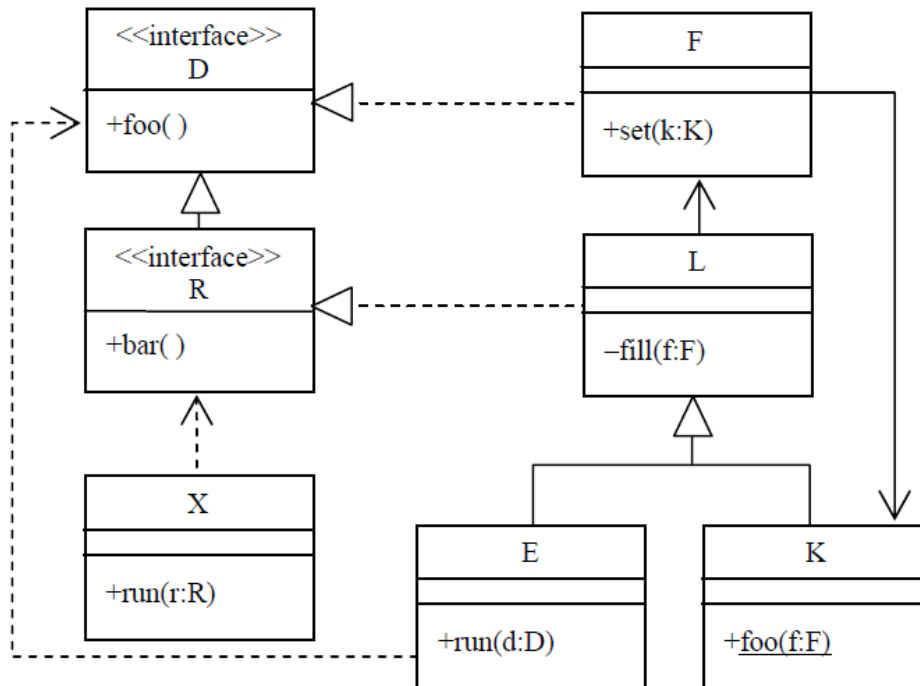 <<interface>>
D
+foo( )
F
+set(k:K)
<<interface>>
R
+bar( )
L
–fill(f:F)
X
+run(r:R)
E
+run(d:D)
K
+foo(f:F)